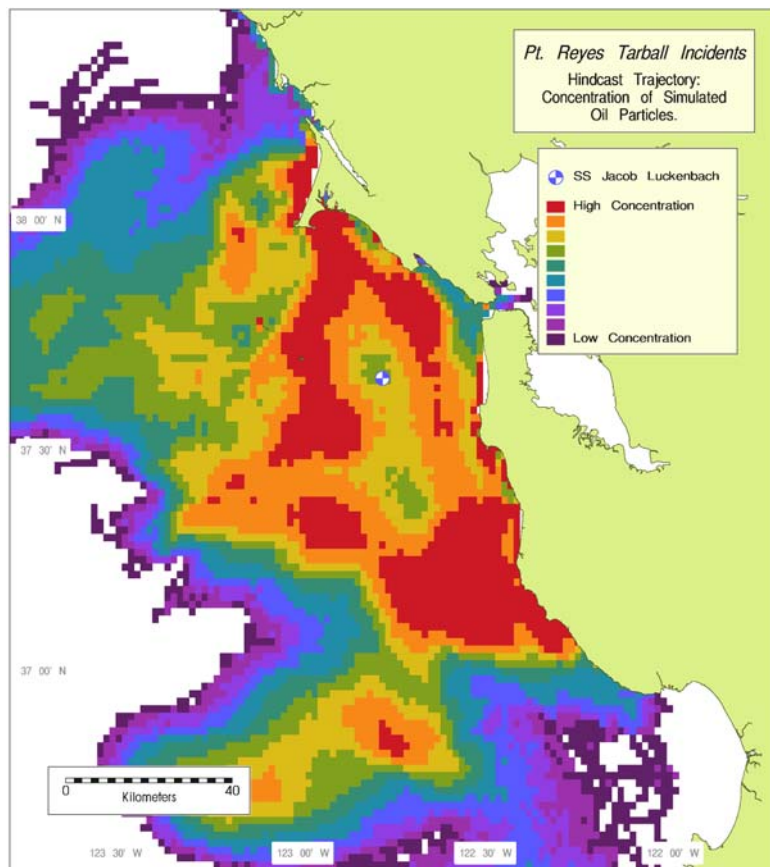 Pt. Reyes Tarball Incidents
Hindcast Trajectory:
Concentration of Simulated
Oil Particles.
SS Jacob Luckenbach
High Concentration
Low Concentration
38 00' N
37 30' N
37 00' N
0 40
Kilometers
123 30' W 123 00' W 122 30' W 122 00' W